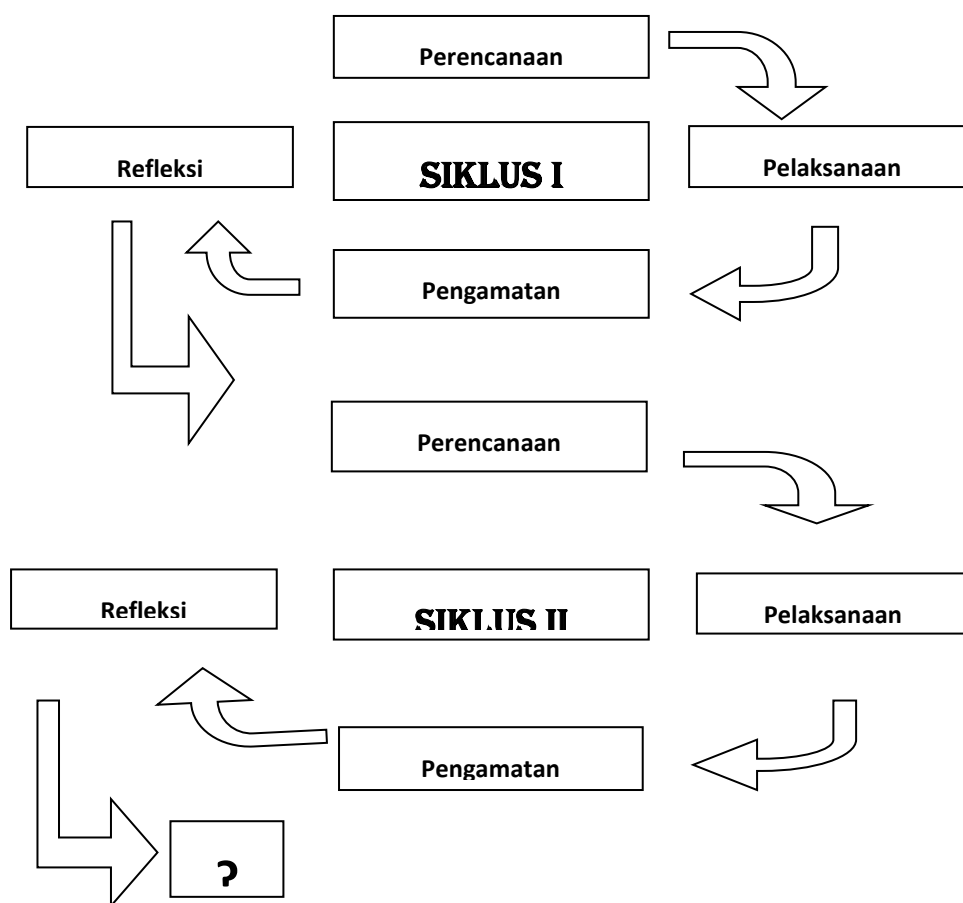 Perencanaan
Refleksi
SIKLUS I
Pelaksanaan
Pengamatan
Perencanaan
Refleksi
SIKLUS II
Pelaksanaan
Pengamatan
?